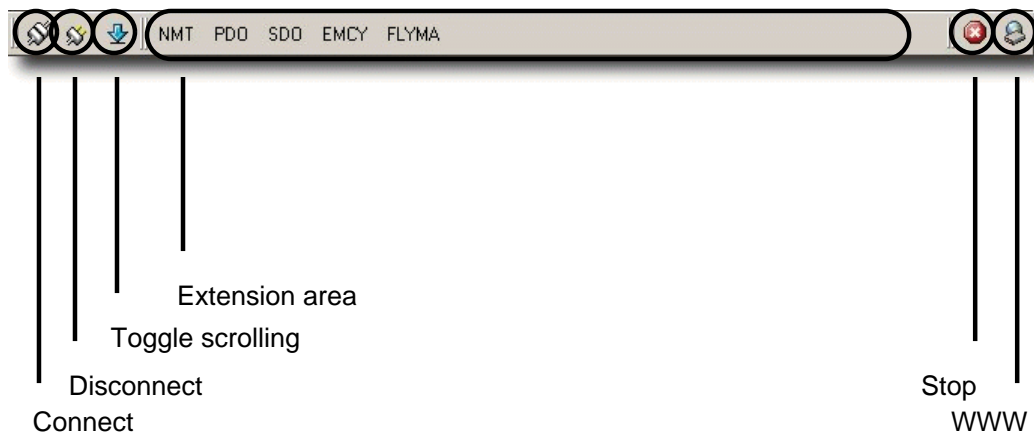 NMT PDO SDO EMCY FLYMA
Extension area
Toggle scrolling
Disconnect
Stop
Connect
WWW